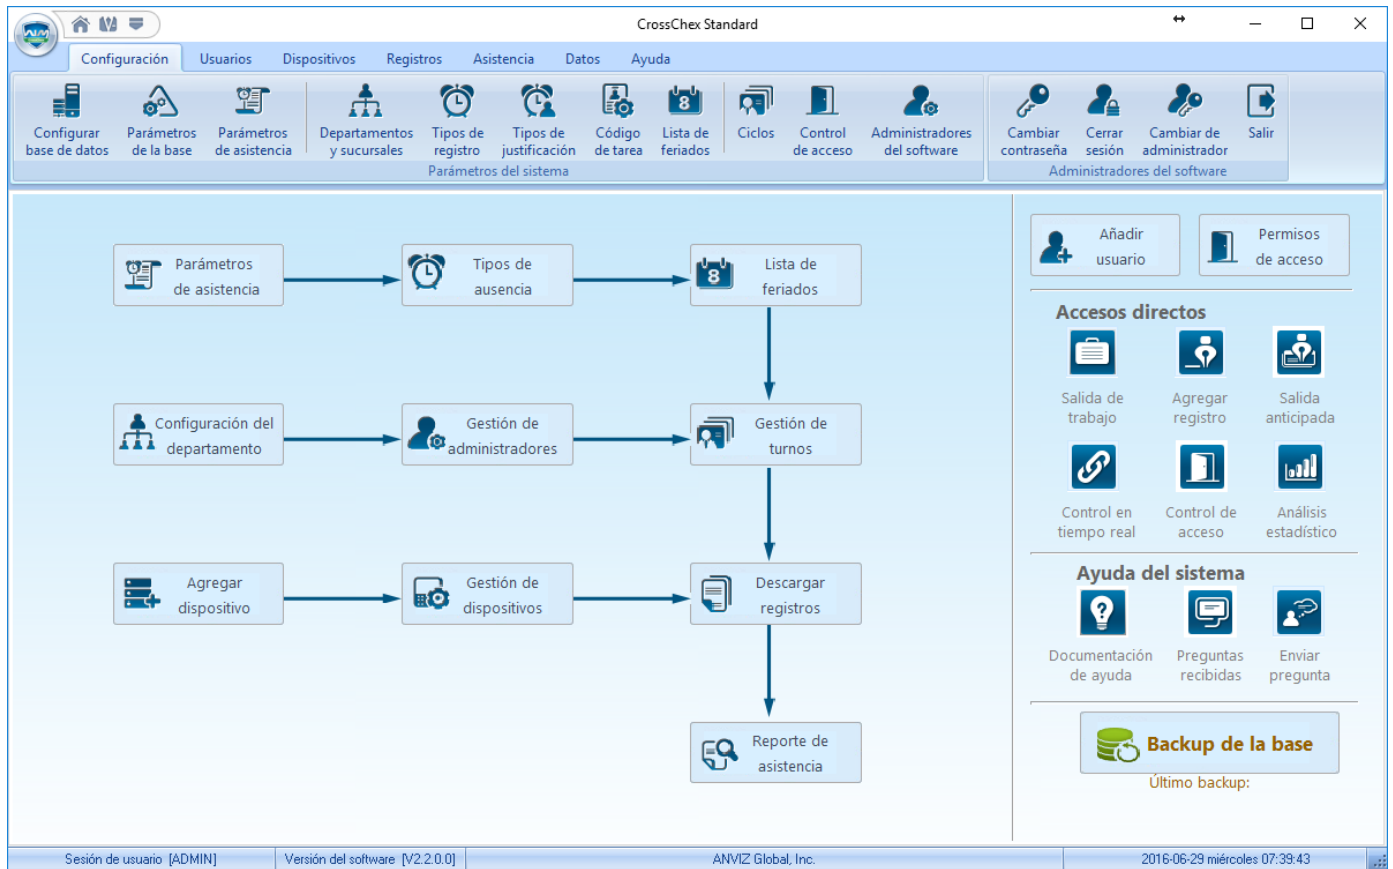 CrossChex Standard
Configuración Usuarios Dispositivos Registros Asistencia Datos Ayuda
Configurar
base de datos
Parámetros
de la base
Parámetros
de asistencia
Departamentos
y sucursales
Tipos de
registro
Tipos de
justificación
Código
de tarea
8
Lista de
feriados
Ciclos
Control
de acceso
Administradores
del software
Parámetros del sistema
Cambiar
contraseña
Cerrar
sesión
Cambiar de
administrador
Salir
Administradores del software
Parámetros
de asistencia
Tipos de
ausencia
8
Lista de
feriados
Configuración del
departamento
Gestión de
administradores
Gestión de
turnos
Agregar
dispositivo
Gestión de
dispositivos
Descargar
registros
Reporte de
asistencia
Añadir
usuario
Permisos
de acceso
Accesos directos
Salida de
trabajo
Agregar
registro
Salida
anticipada
Control en
tiempo real
Control de
acceso
Análisis
estadístico
Ayuda del sistema
Documentación
de ayuda
Preguntas
recibidas
Enviar
pregunta
Backup de la base
Último backup:
Sesión de usuario [ADMIN] Versión del software [V2.2.0.0] ANVIZ Global, Inc. 2016-06-29 miércoles 07:39:43